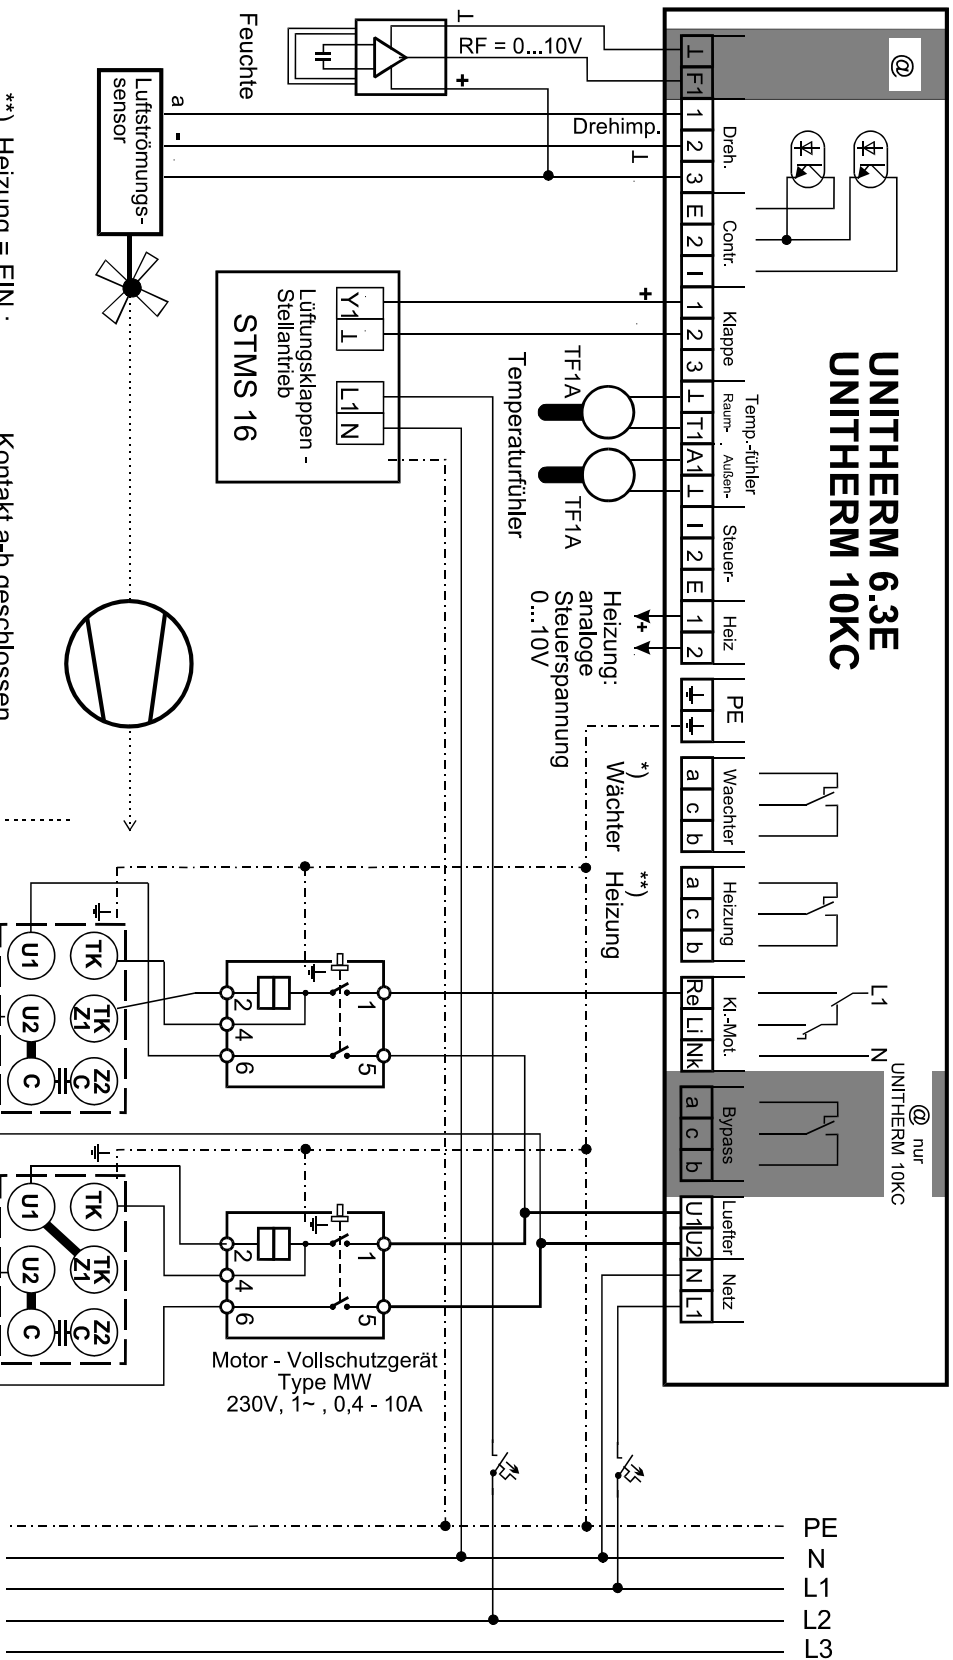 @
UNITHERM 6.3E
UNITHERM 10KC
⊥ F1 1 2 3 E 2 I 1 2 3 ⊥ T1 A1 ⊥ I 2 E 1 2
Dreh.
Contr.
Klappe
Temp.-fühler
Raum- Außen-
Steuer-
Heiz
PE
Waechter
a c b
Heizung
a c b
Kl.-Mot.
Re Li Nk
L1
N
@ nur
UNITHERM 10KC
Bypass
a c b
Luefter
U1 U2
Netz
N L1
⊥
RF = 0...10V
+
Feuchte
Drehimp.
⊥
a
-
Luftströmungs-
sensor
+
Y1 ⊥ L1 N
Lüftungsklappen -
Stellantrieb
STMS 16
TF1A
TF1A
Temperaturfühler
+
Heizung:
analoge
Steuerspannung
0...10V
*)
Wächter
**)
Heizung
**) Heizung = EIN :
Kontakt a-b geschlossen
U1 TK
U2 TK Z1
C C Z2
2 1
4
6 5
U1 TK
U2 TK Z1
C C Z2
2 1
4
6 5
Motor - Vollschutzgerät
Type MW
230V, 1~ , 0,4 - 10A
PE
N
L1
L2
L3